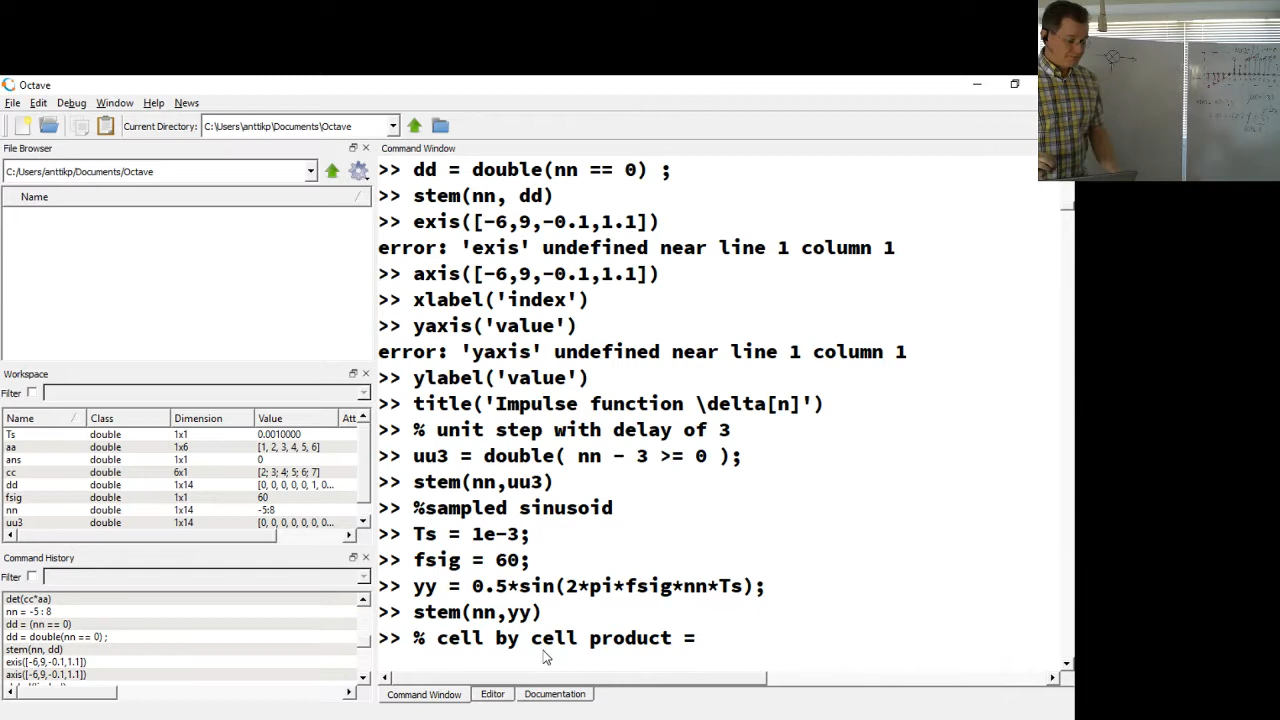 Octave
File Edit Debug Window Help News
Current Directory: C:\Users\anttikp\Documents\Octave
File Browser
C:/Users/anttikp/Documents/Octave
Name
Workspace
Filter
Name Class Dimension Value Att
Ts double 1x1 0.0010000
aa double 1x6 [1, 2, 3, 4, 5, 6]
ans double 1x1 0
cc double 6x1 [2; 3; 4; 5; 6; 7]
dd double 1x14 [0, 0, 0, 0, 0, 1, 0...
fsig double 1x1 60
nn double 1x14 -5:8
uu3 double 1x14 [0, 0, 0, 0, 0, 0, 0...
Command History
Filter
det(cc*aa)
nn = -5 : 8
dd = (nn == 0)
dd = double(nn == 0) ;
stem(nn, dd)
exis([-6,9,-0.1,1.1])
axis([-6,9,-0.1,1.1])
Command Window
>> dd = double(nn == 0) ;
>> stem(nn, dd)
>> exis([-6,9,-0.1,1.1])
error: 'exis' undefined near line 1 column 1
>> axis([-6,9,-0.1,1.1])
>> xlabel('index')
>> yaxis('value')
error: 'yaxis' undefined near line 1 column 1
>> ylabel('value')
>> title('Impulse function \delta[n]')
>> % unit step with delay of 3
>> uu3 = double( nn - 3 >= 0 );
>> stem(nn,uu3)
>> %sampled sinusoid
>> Ts = 1e-3;
>> fsig = 60;
>> yy = 0.5*sin(2*pi*fsig*nn*Ts);
>> stem(nn,yy)
>> % cell by cell product =
Command Window Editor Documentation